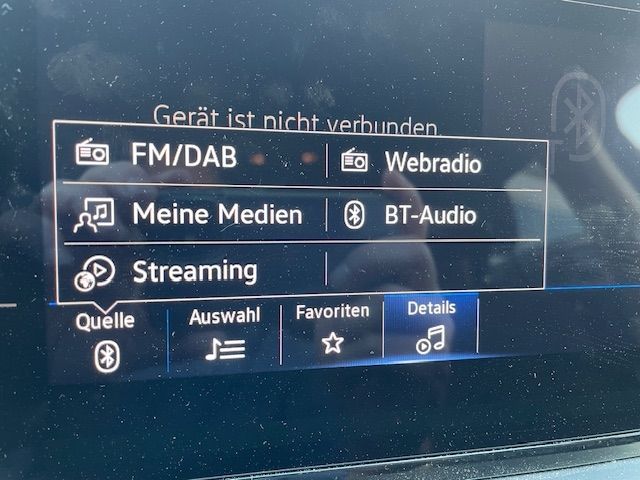 Gerät ist nicht verbunden.
FM/DAB
Webradio
Meine Medien
BT-Audio
Streaming
Quelle
Auswahl
Favoriten
Details